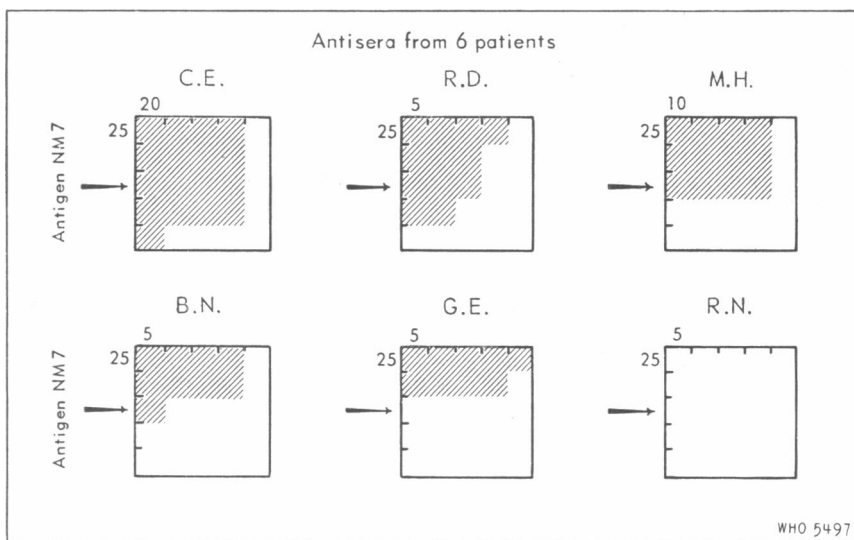 Antisera from 6 patients
C.E. R.D. M.H.
20 5 10
25 25 25
Antigen NM7
B.N. G.E. R.N.
5 5 5
25 25 25
Antigen NM7
WHO 5497